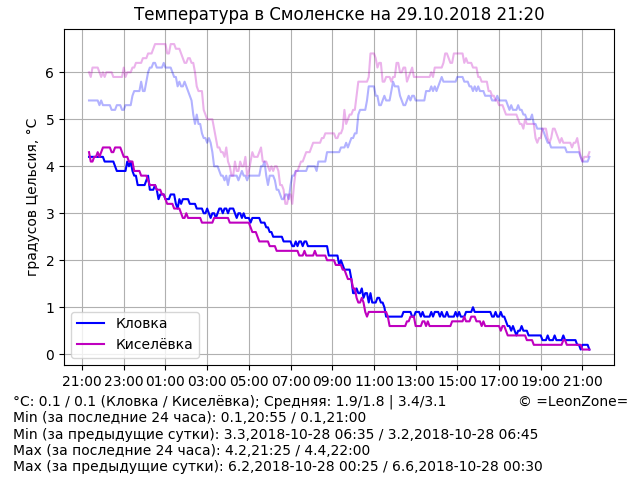 Температура в Смоленске на 29.10.2018 21:20
градусов Цельсия, °C
6
5
4
3
2
1
0
Кловка
Киселёвка
21:00 23:00 01:00 03:00 05:00 07:00 09:00 11:00 13:00 15:00 17:00 19:00 21:00
°C: 0.1 / 0.1 (Кловка / Киселёвка); Средняя: 1.9/1.8 | 3.4/3.1 © =LeonZone=
Min (за последние 24 часа): 0.1,20:55 / 0.1,21:00
Min (за предыдущие сутки): 3.3,2018-10-28 06:35 / 3.2,2018-10-28 06:45
Max (за последние 24 часа): 4.2,21:25 / 4.4,22:00
Max (за предыдущие сутки): 6.2,2018-10-28 00:25 / 6.6,2018-10-28 00:30